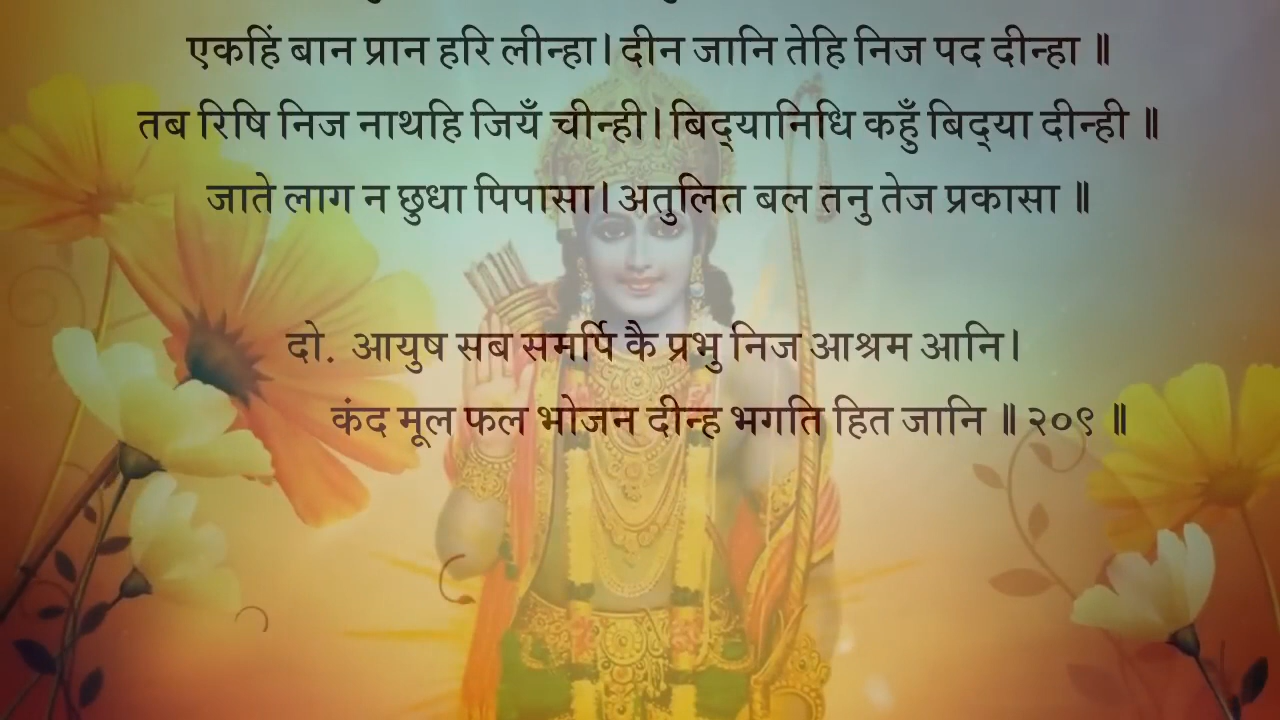 एकहिं बान प्रान हरि लीन्हा। दीन जानि तेहि निज पद दीन्हा ॥
तब रिषि निज नाथहि जियँ चीन्ही। बिद्यानिधि कहुँ बिद्या दीन्ही ॥
जाते लाग न छुधा पिपासा। अतुलित बल तनु तेज प्रकासा ॥
दो. आयुष सब समर्पि कै प्रभु निज आश्रम आनि।
कंद मूल फल भोजन दीन्ह भगति हित जानि ॥ २०९ ॥